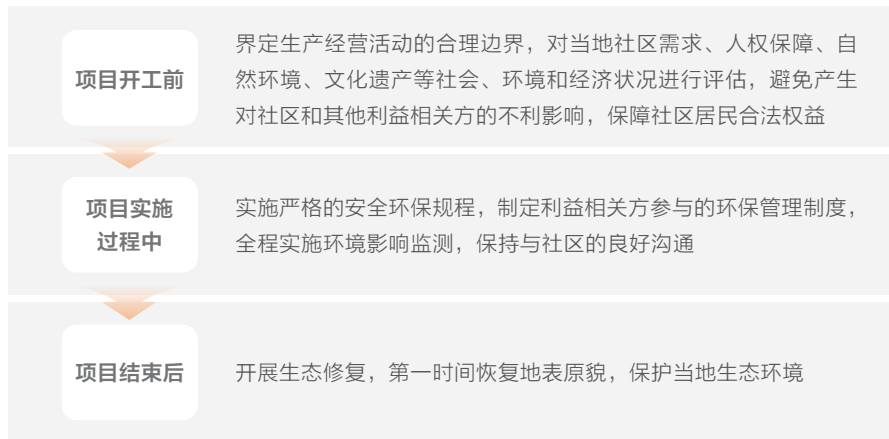 项目开工前
界定生产经营活动的合理边界，对当地社区需求、人权保障、自
然环境、文化遗产等社会、环境和经济状况进行评估，避免产生
对社区和其他利益相关方的不利影响，保障社区居民合法权益
项目实施
过程中
实施严格的安全环保规程，制定利益相关方参与的环保管理制度，
全程实施环境影响监测，保持与社区的良好沟通
项目结束后
开展生态修复，第一时间恢复地表原貌，保护当地生态环境